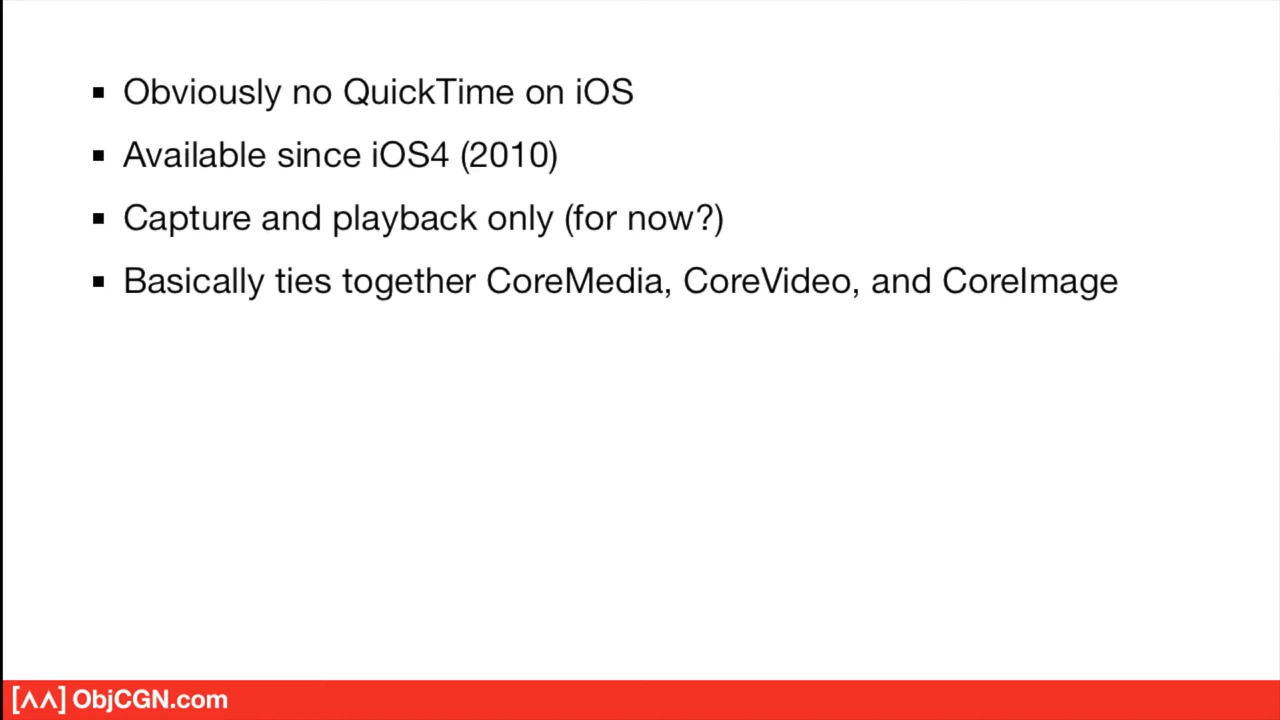 ▪ Obviously no QuickTime on iOS
▪ Available since iOS4 (2010)
▪ Capture and playback only (for now?)
▪ Basically ties together CoreMedia, CoreVideo, and CoreImage
[ʌʌ] ObjCGN.com